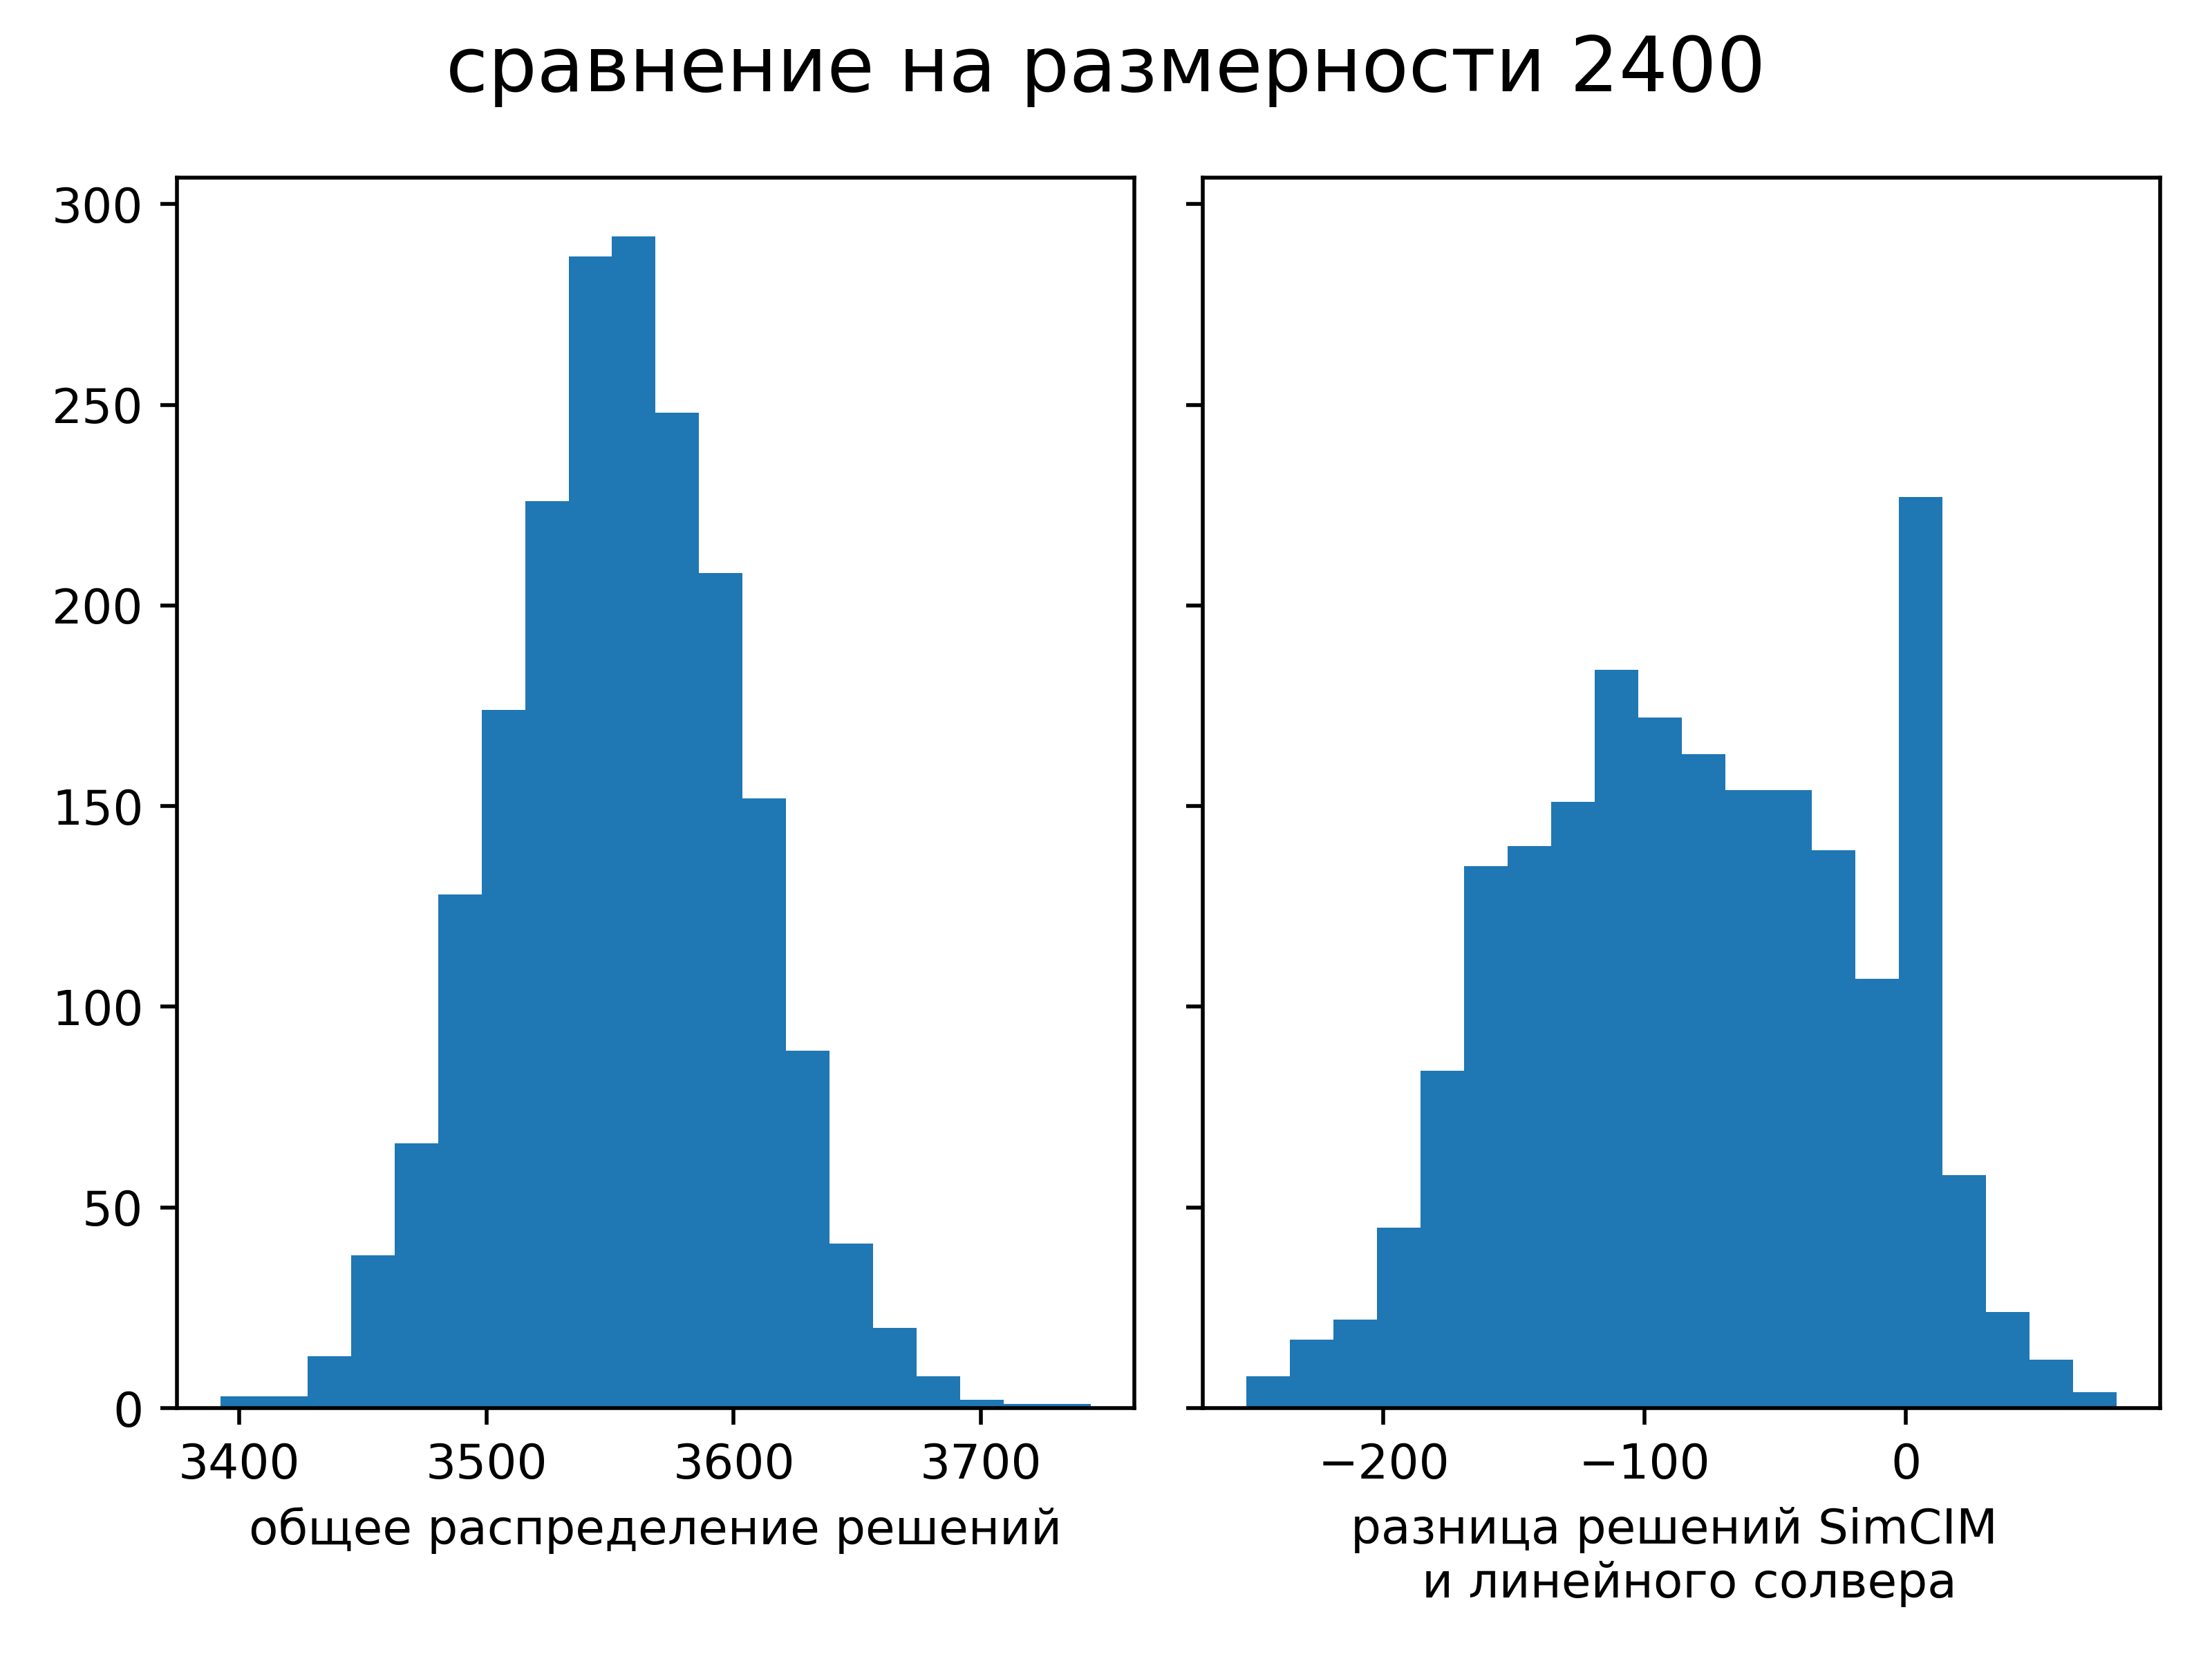 сравнение на размерности 2400
300
250
200
150
100
50
0
3400 3500 3600 3700
общее распределение решений
−200 −100 0
разница решений SimCIM
и линейного солвера